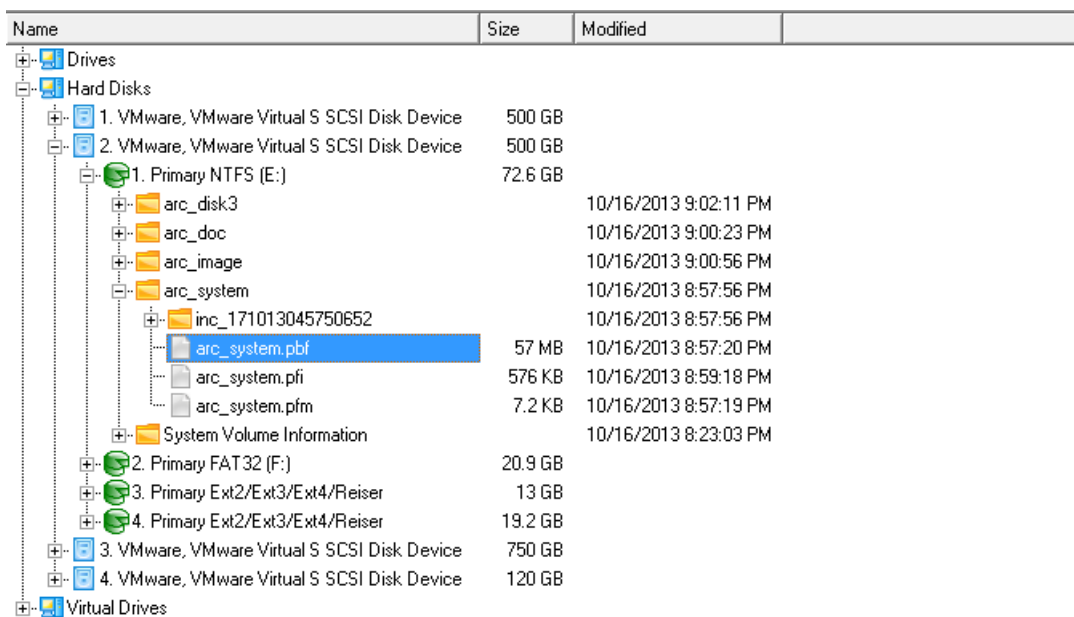 Name Size Modified
Drives
Hard Disks
1. VMware, VMware Virtual S SCSI Disk Device 500 GB
2. VMware, VMware Virtual S SCSI Disk Device 500 GB
1. Primary NTFS (E:) 72.6 GB
arc_disk3 10/16/2013 9:02:11 PM
arc_doc 10/16/2013 9:00:23 PM
arc_image 10/16/2013 9:00:56 PM
arc_system 10/16/2013 8:57:56 PM
inc_171013045750652 10/16/2013 8:57:56 PM
arc_system.pbf 57 MB 10/16/2013 8:57:20 PM
arc_system.pfi 576 KB 10/16/2013 8:59:18 PM
arc_system.pfm 7.2 KB 10/16/2013 8:57:19 PM
System Volume Information 10/16/2013 8:23:03 PM
2. Primary FAT32 (F:) 20.9 GB
3. Primary Ext2/Ext3/Ext4/Reiser 13 GB
4. Primary Ext2/Ext3/Ext4/Reiser 19.2 GB
3. VMware, VMware Virtual S SCSI Disk Device 750 GB
4. VMware, VMware Virtual S SCSI Disk Device 120 GB
Virtual Drives